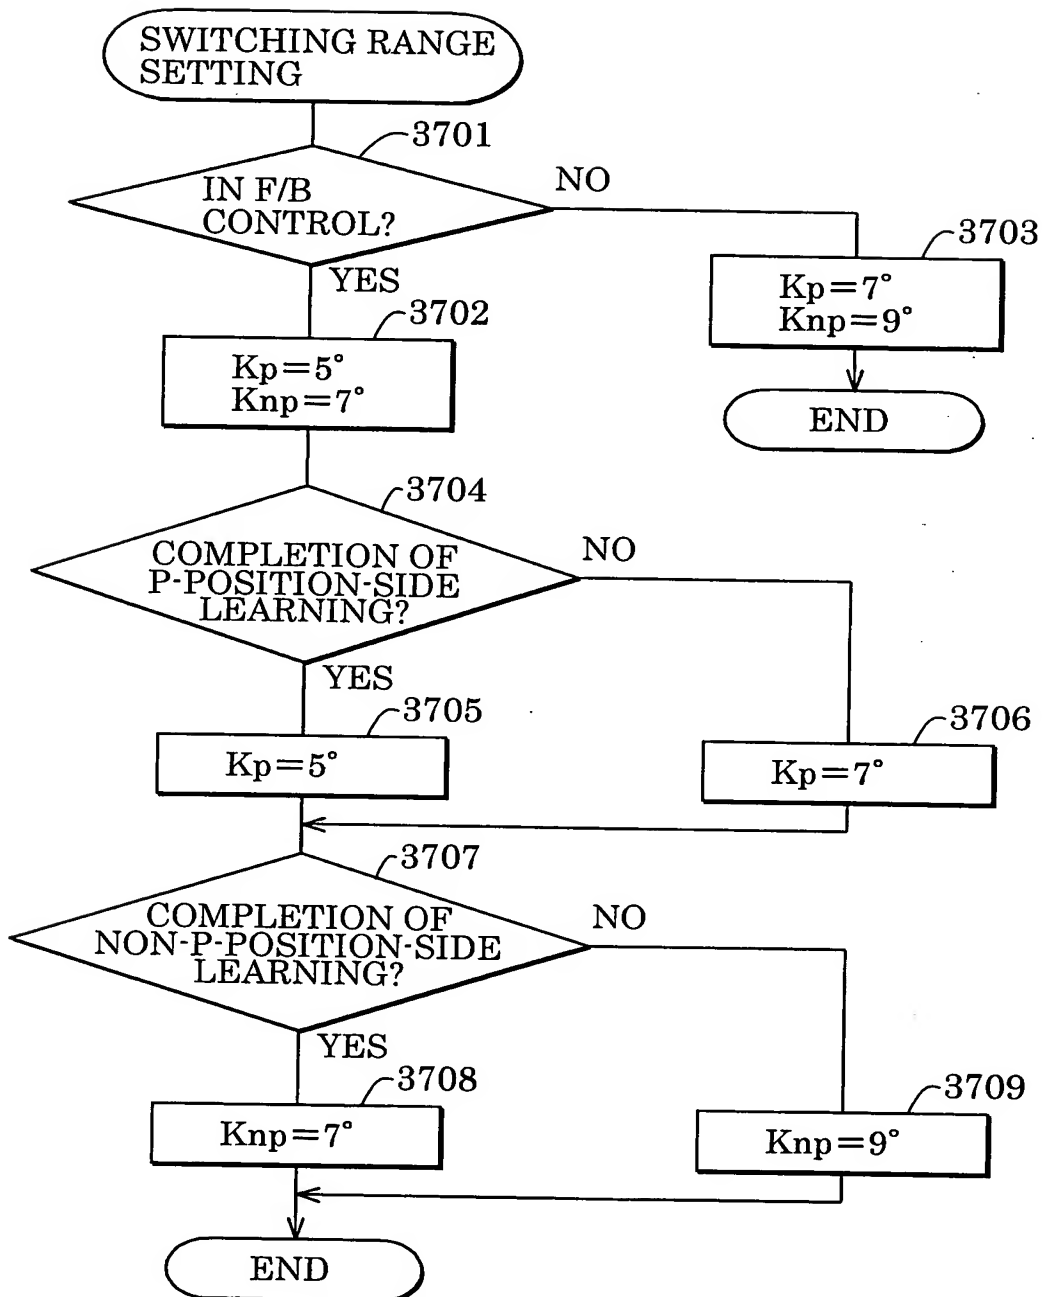 SWITCHING RANGE
SETTING
3701
IN F/B
CONTROL?
NO
YES
3703
Kp=7°
Knp=9°
END
3702
Kp=5°
Knp=7°
3704
COMPLETION OF
P-POSITION-SIDE
LEARNING?
NO
YES
3705
Kp=5°
3706
Kp=7°
3707
COMPLETION OF
NON-P-POSITION-SIDE
LEARNING?
NO
YES
3708
Knp=7°
3709
Knp=9°
END